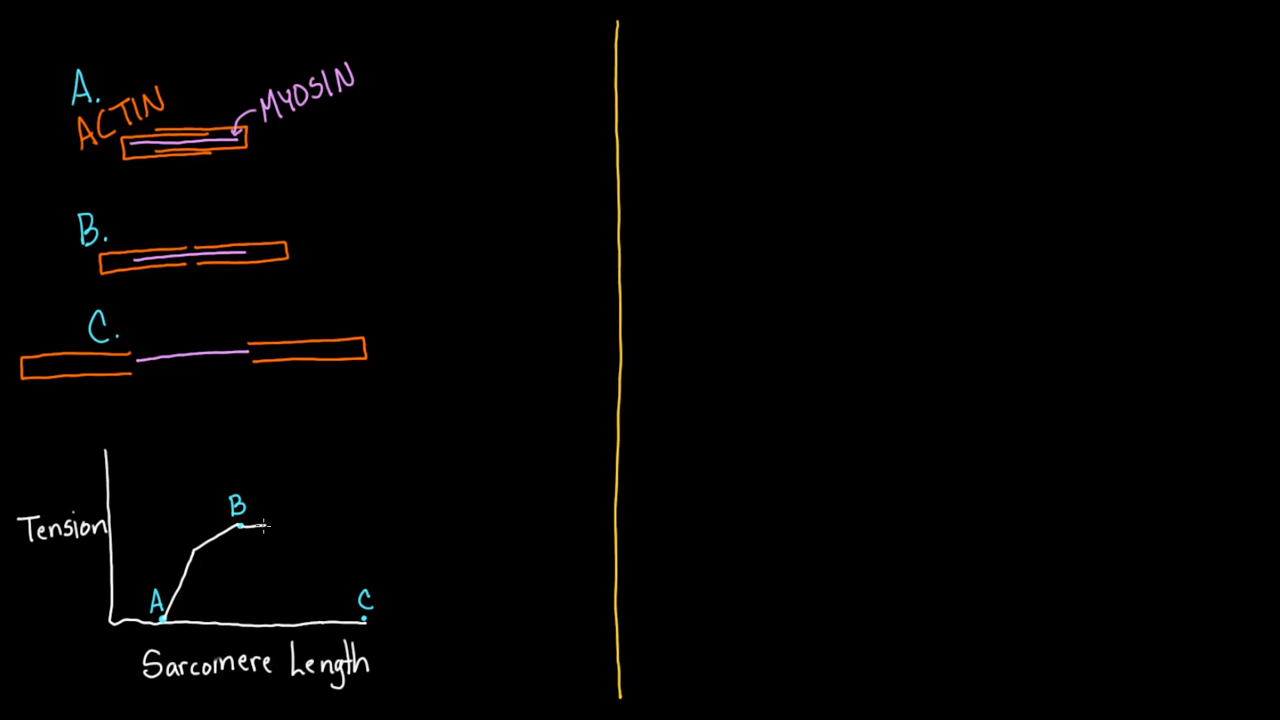 A.
ACTIN
MYOSIN
B.
C.
B
Tension
A
C
Sarcomere Length